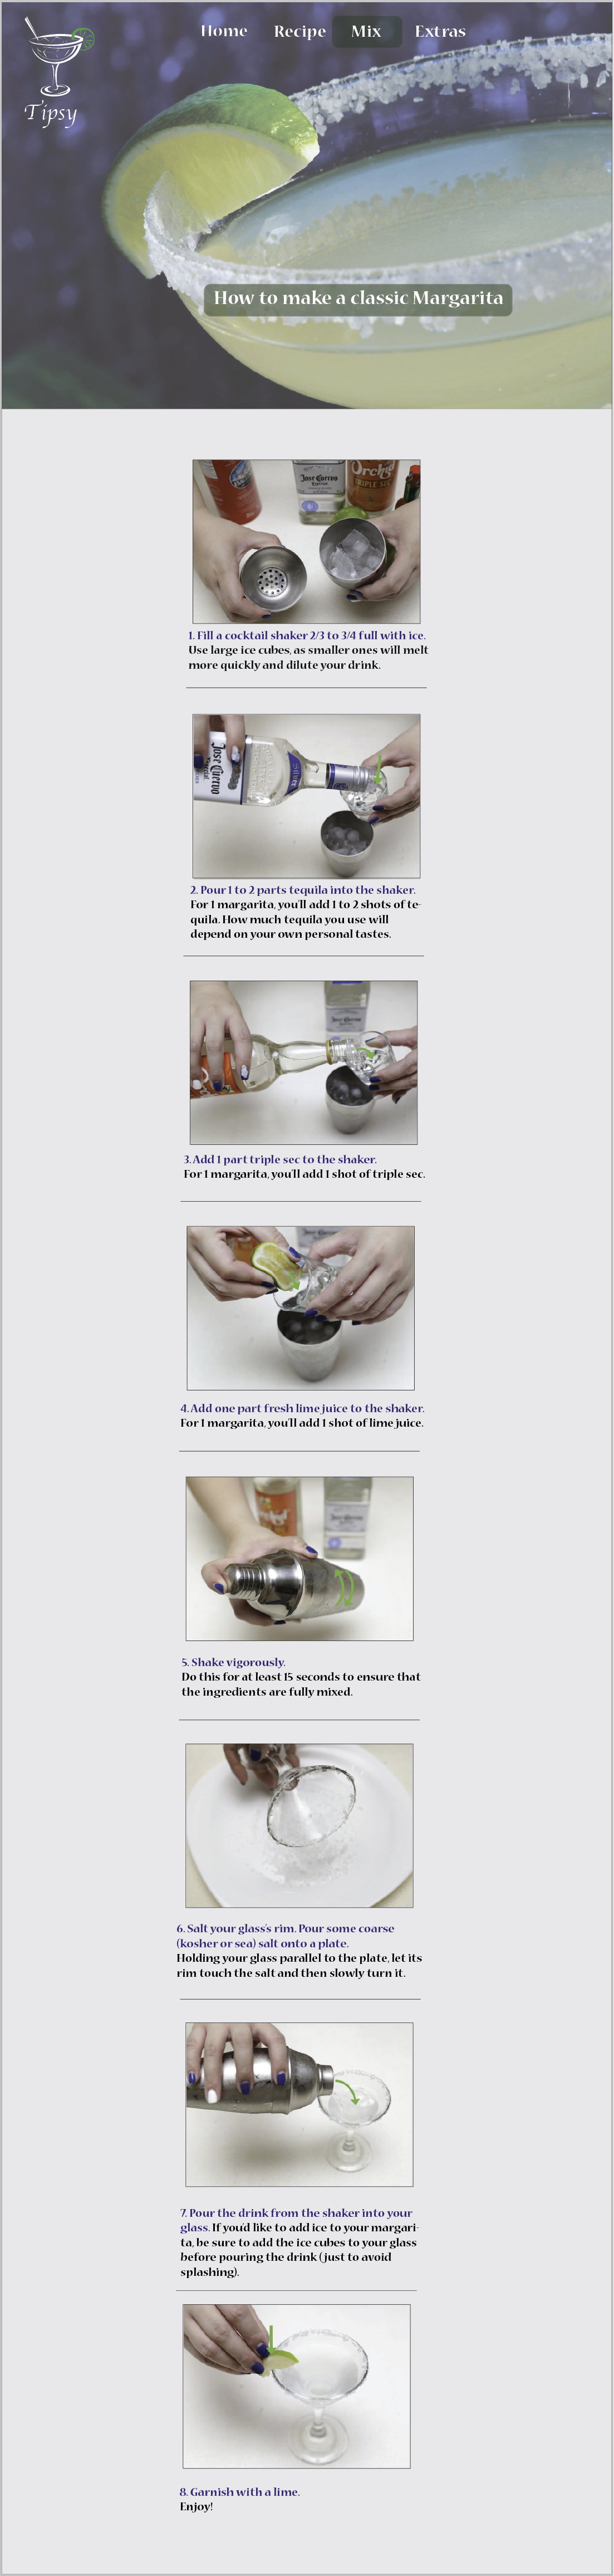 Home Recipe Mix Extras
Tipsy
How to make a classic Margarita
Orchid
Jose Cuervo
TRIPLE SEC
1. Fill a cocktail shaker 2/3 to 3/4 full with ice.
Use large ice cubes, as smaller ones will melt
more quickly and dilute your drink.
Jose Cuervo
2. Pour 1 to 2 parts tequila into the shaker.
For 1 margarita, you'll add 1 to 2 shots of te-
quila. How much tequila you use will
depend on your own personal tastes.
Jose Cuervo
3. Add 1 part triple sec to the shaker.
For 1 margarita, you'll add 1 shot of triple sec.
4. Add one part fresh lime juice to the shaker.
For 1 margarita, you'll add 1 shot of lime juice.
5. Shake vigorously.
Do this for at least 15 seconds to ensure that
the ingredients are fully mixed.
6. Salt your glass's rim. Pour some coarse
(kosher or sea) salt onto a plate.
Holding your glass parallel to the plate, let its
rim touch the salt and then slowly turn it.
7. Pour the drink from the shaker into your
glass. If you'd like to add ice to your margari-
ta, be sure to add the ice cubes to your glass
before pouring the drink (just to avoid
splashing).
8. Garnish with a lime.
Enjoy!